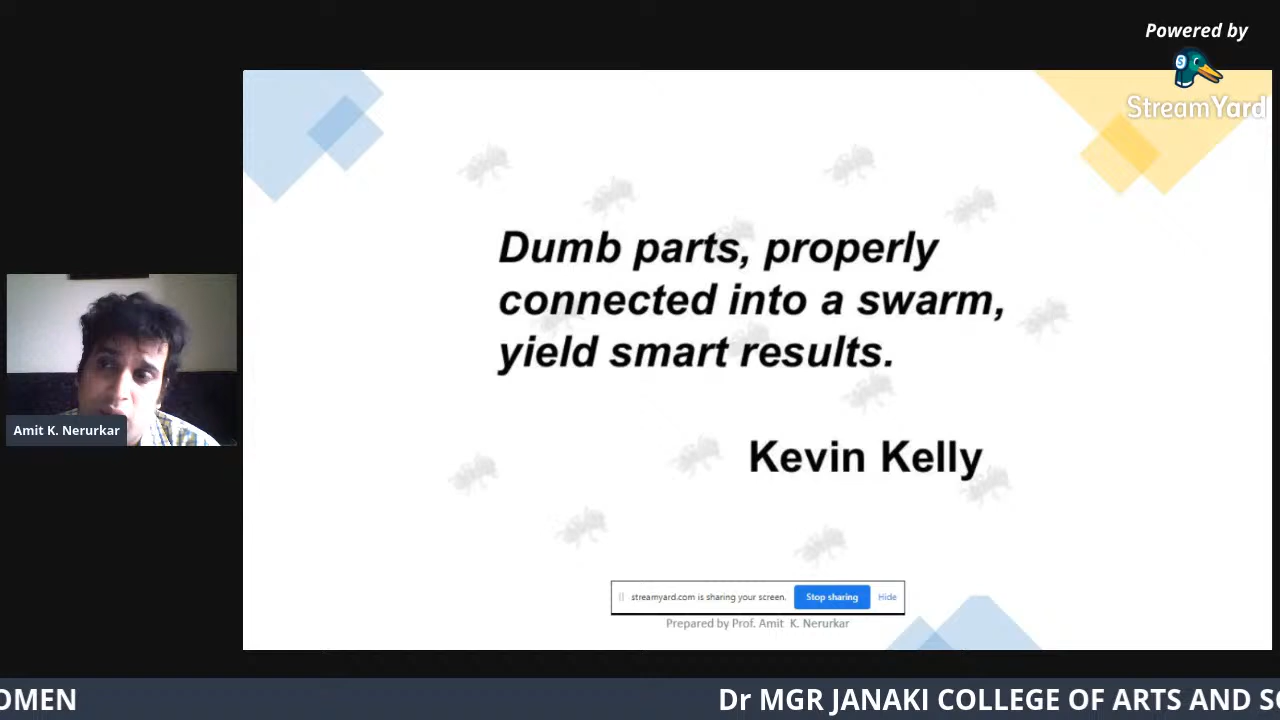 Powered by
StreamYard
Dumb parts, properly
connected into a swarm,
yield smart results.
Kevin Kelly
Amit K. Nerurkar
streamyard.com is sharing your screen.
Stop sharing
Hide
Prepared by Prof. Amit K. Nerurkar
OMEN
Dr MGR JANAKI COLLEGE OF ARTS AND S